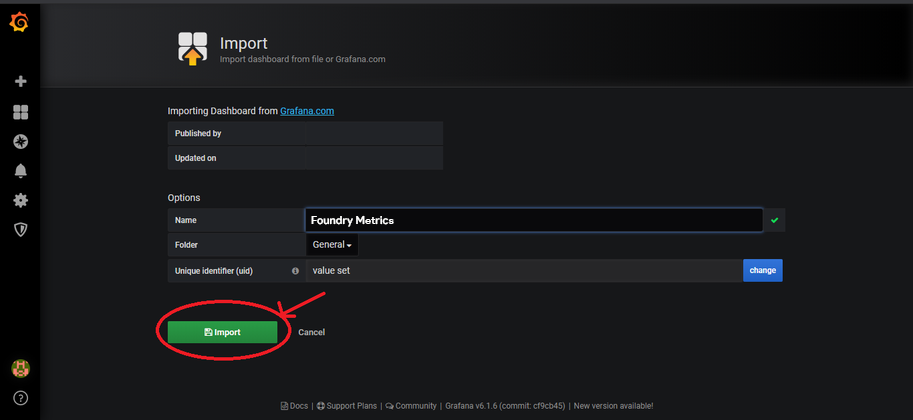 Import
Import dashboard from file or Grafana.com
Importing Dashboard from Grafana.com
Published by
Updated on
Options
Name Foundry Metrics
Folder General
Unique identifier (uid) value set change
Import Cancel
Docs | Support Plans | Community | Grafana v6.1.6 (commit: cf9cb45) | New version available!